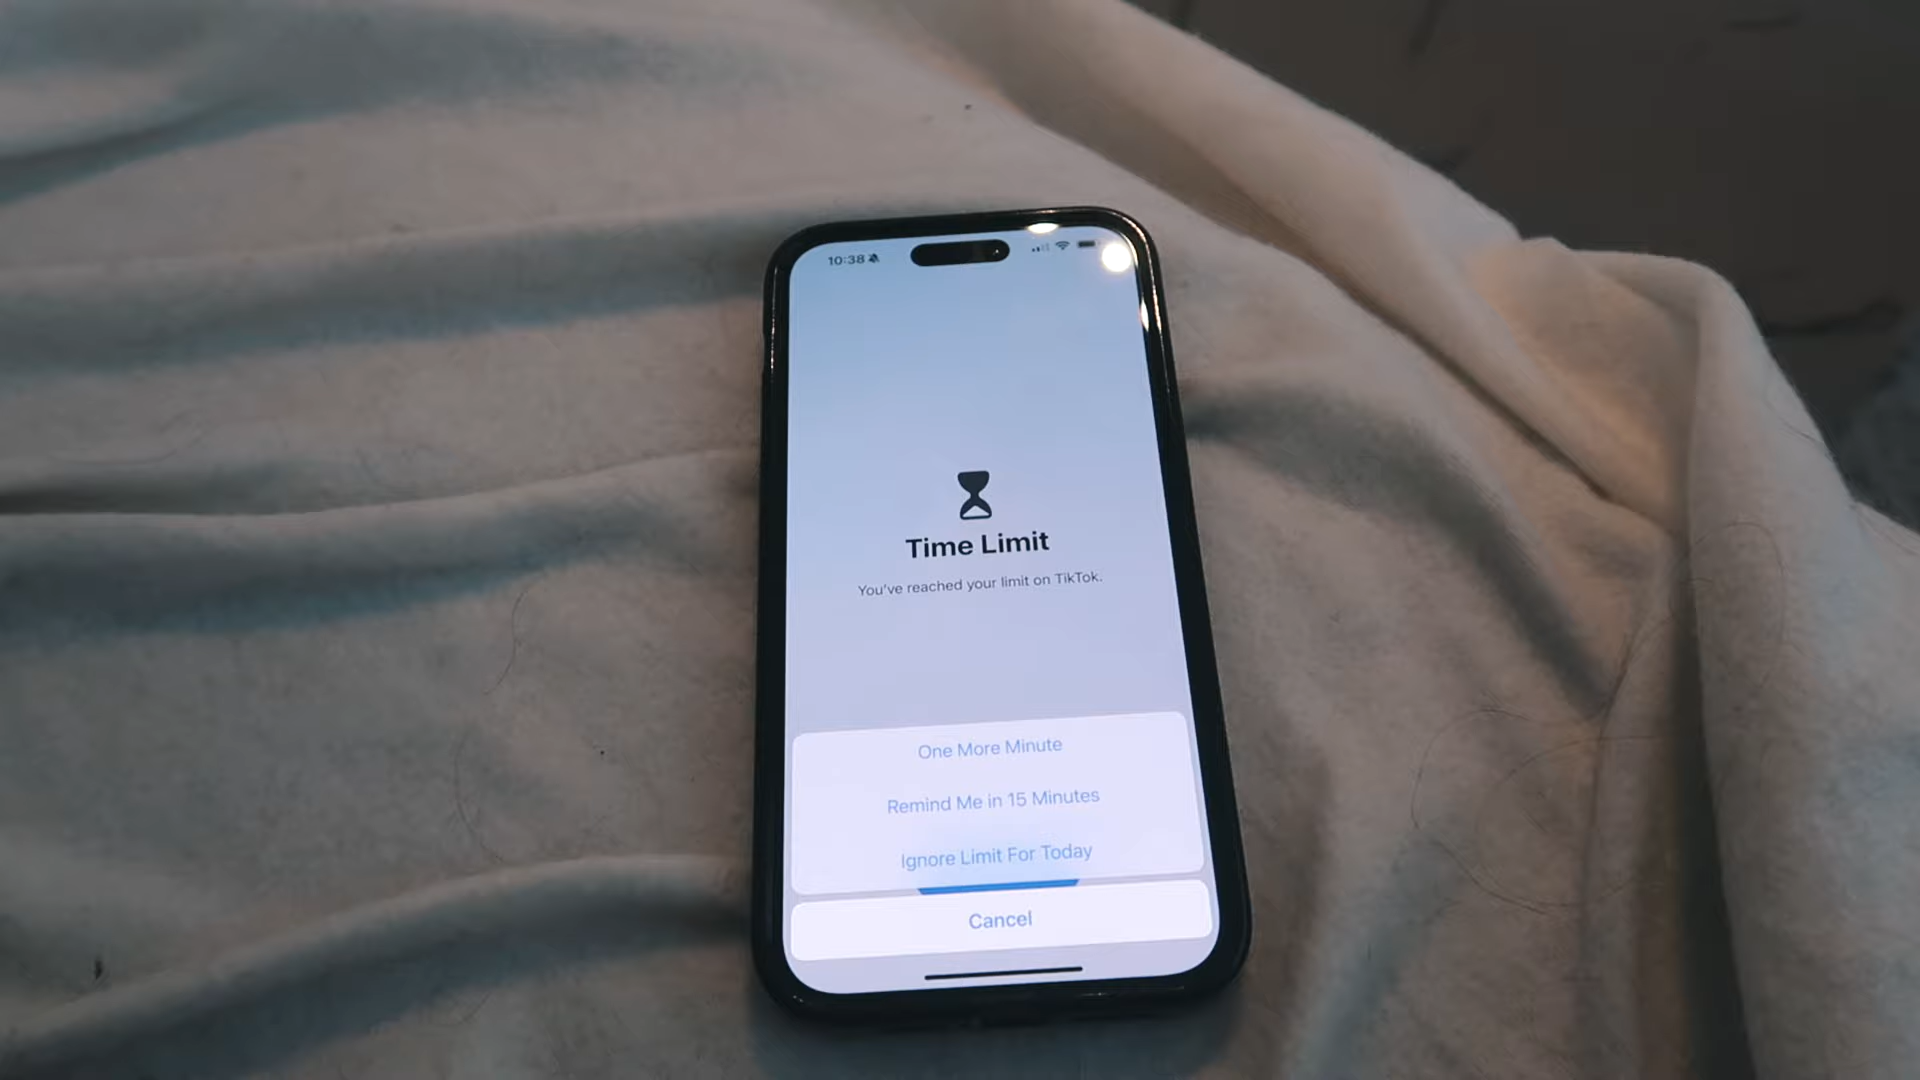 10:38
Time Limit
You've reached your limit on TikTok.
One More Minute
Remind Me in 15 Minutes
Ignore Limit For Today
Cancel